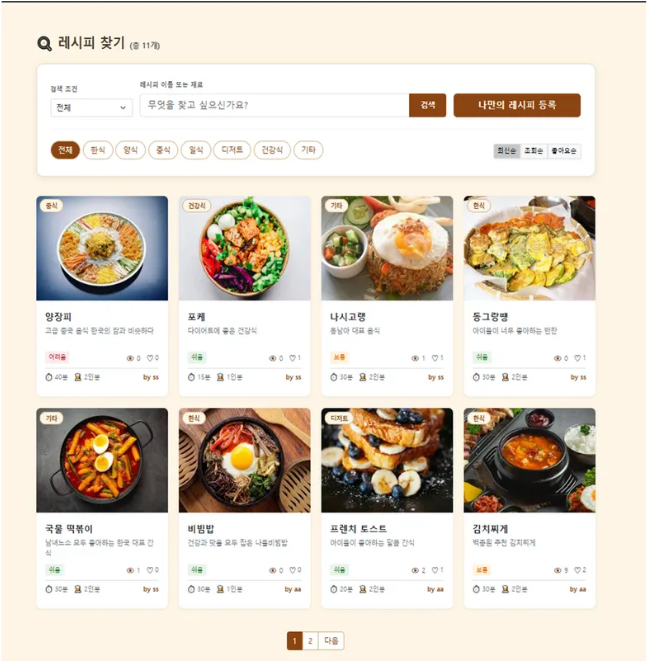 레시피 찾기 (총 11개)
검색 조건
레시피 이름 또는 재료
전체
무엇을 찾고 싶으신가요?
검색
나만의 레시피 등록
전체 한식 양식 중식 일식 디저트 건강식 기타
최신순 조회순 좋아요순
중식
건강식
기타
한식
양장피
고급 중국 음식 한국의 잡과 비슷하다
어려움
0 0
40분 2인분
by ss
포케
다이어트에 좋은 건강식
쉬움
0 1
15분 1인분
by ss
나시고랭
동남아 대표 음식
보통
1 1
30분 2인분
by ss
동그랑땡
아이들이 너무 좋아하는 반찬
쉬움
0 1
30분 2인분
by ss
기타
한식
디저트
한식
국물 떡볶이
남녀노소 모두 좋아하는 한국 대표 간
식
쉬움
1 0
30분 2인분
by ss
비빔밥
건강과 맛을 모두 잡은 나물비빔밥
쉬움
0 0
30분 1인분
by aa
프렌치 토스트
아이들이 좋아하는 달콤 간식
쉬움
2 1
20분 2인분
by aa
김치찌게
백종원 추천 김치찌게
보통
9 2
30분 2인분
by aa
1 2 다음